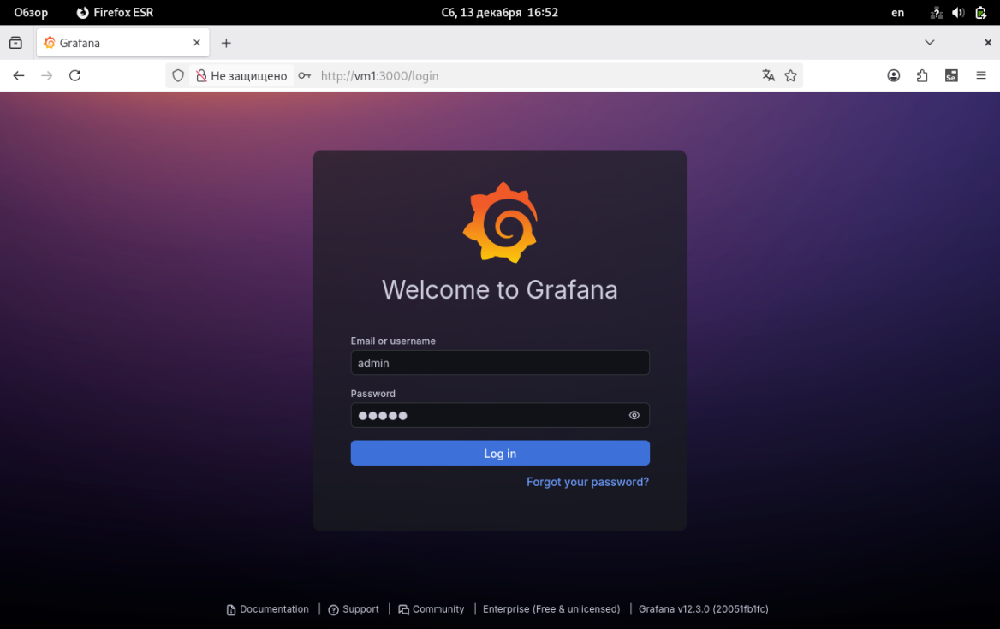 Обзор Firefox ESR Сб, 13 декабря 16:52 en
Grafana
Не защищено http://vm1:3000/login Se
Welcome to Grafana
Email or username
admin
Password
●●●●●
Log in
Forgot your password?
Documentation | Support | Community | Enterprise (Free & unlicensed) | Grafana v12.3.0 (20051fb1fc)